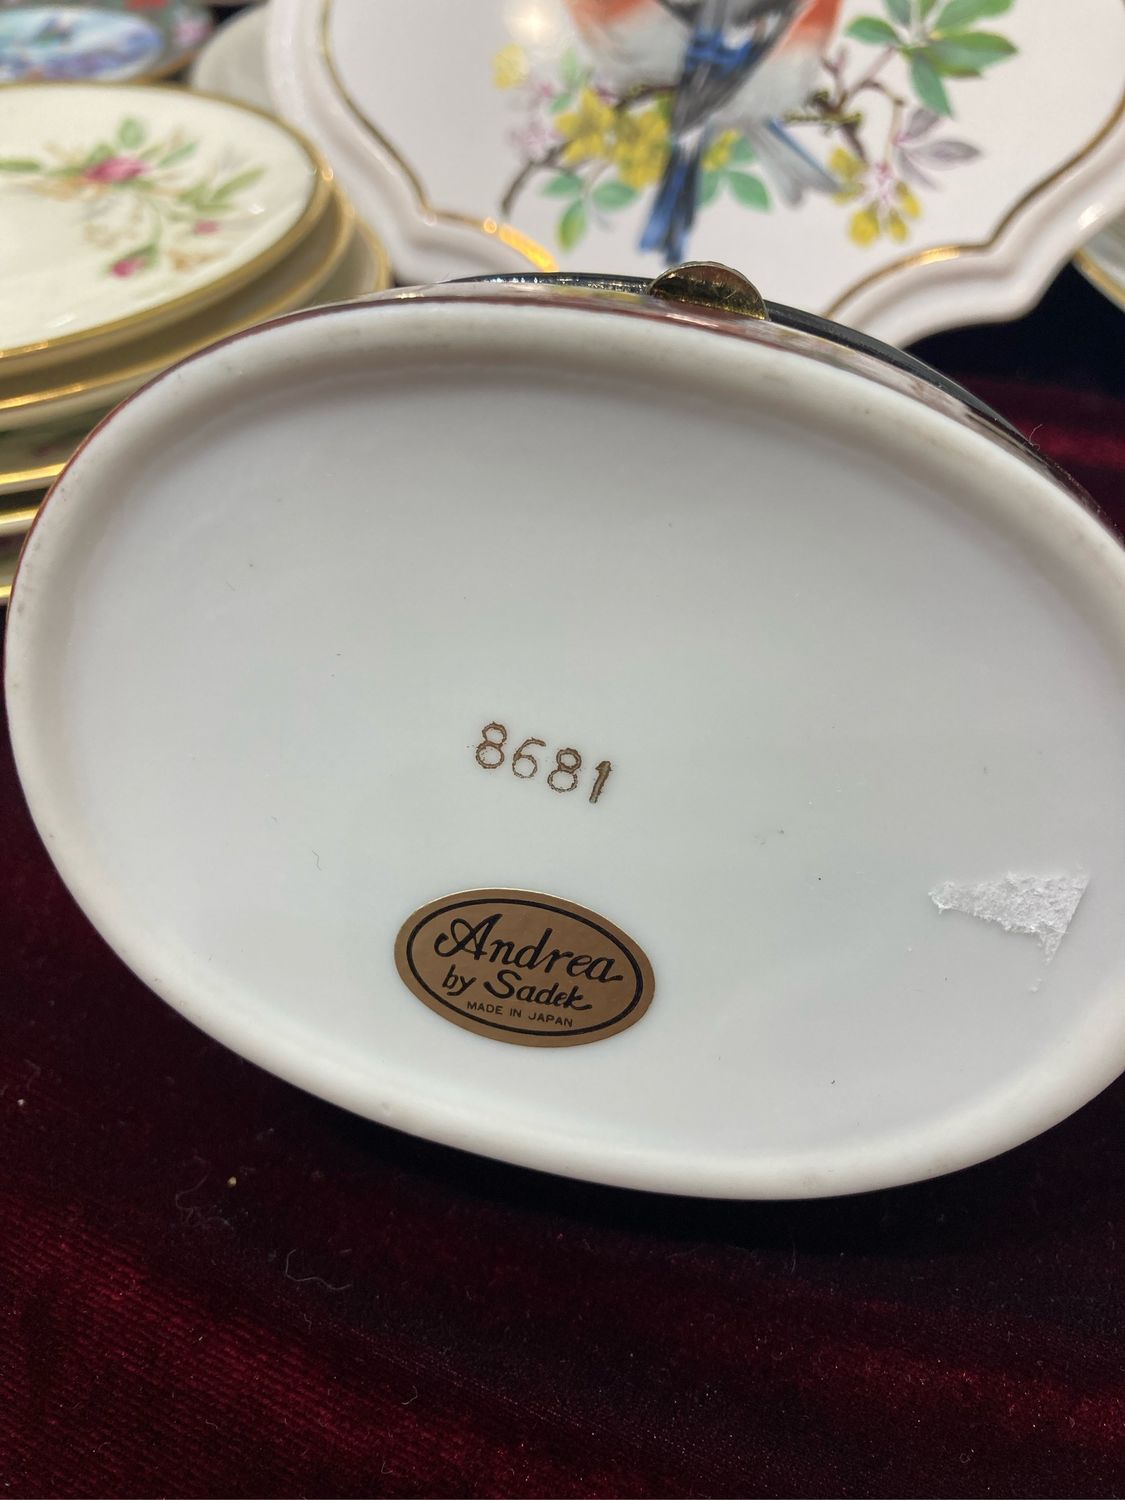 8681
Andrea
by Sadek
MADE IN JAPAN